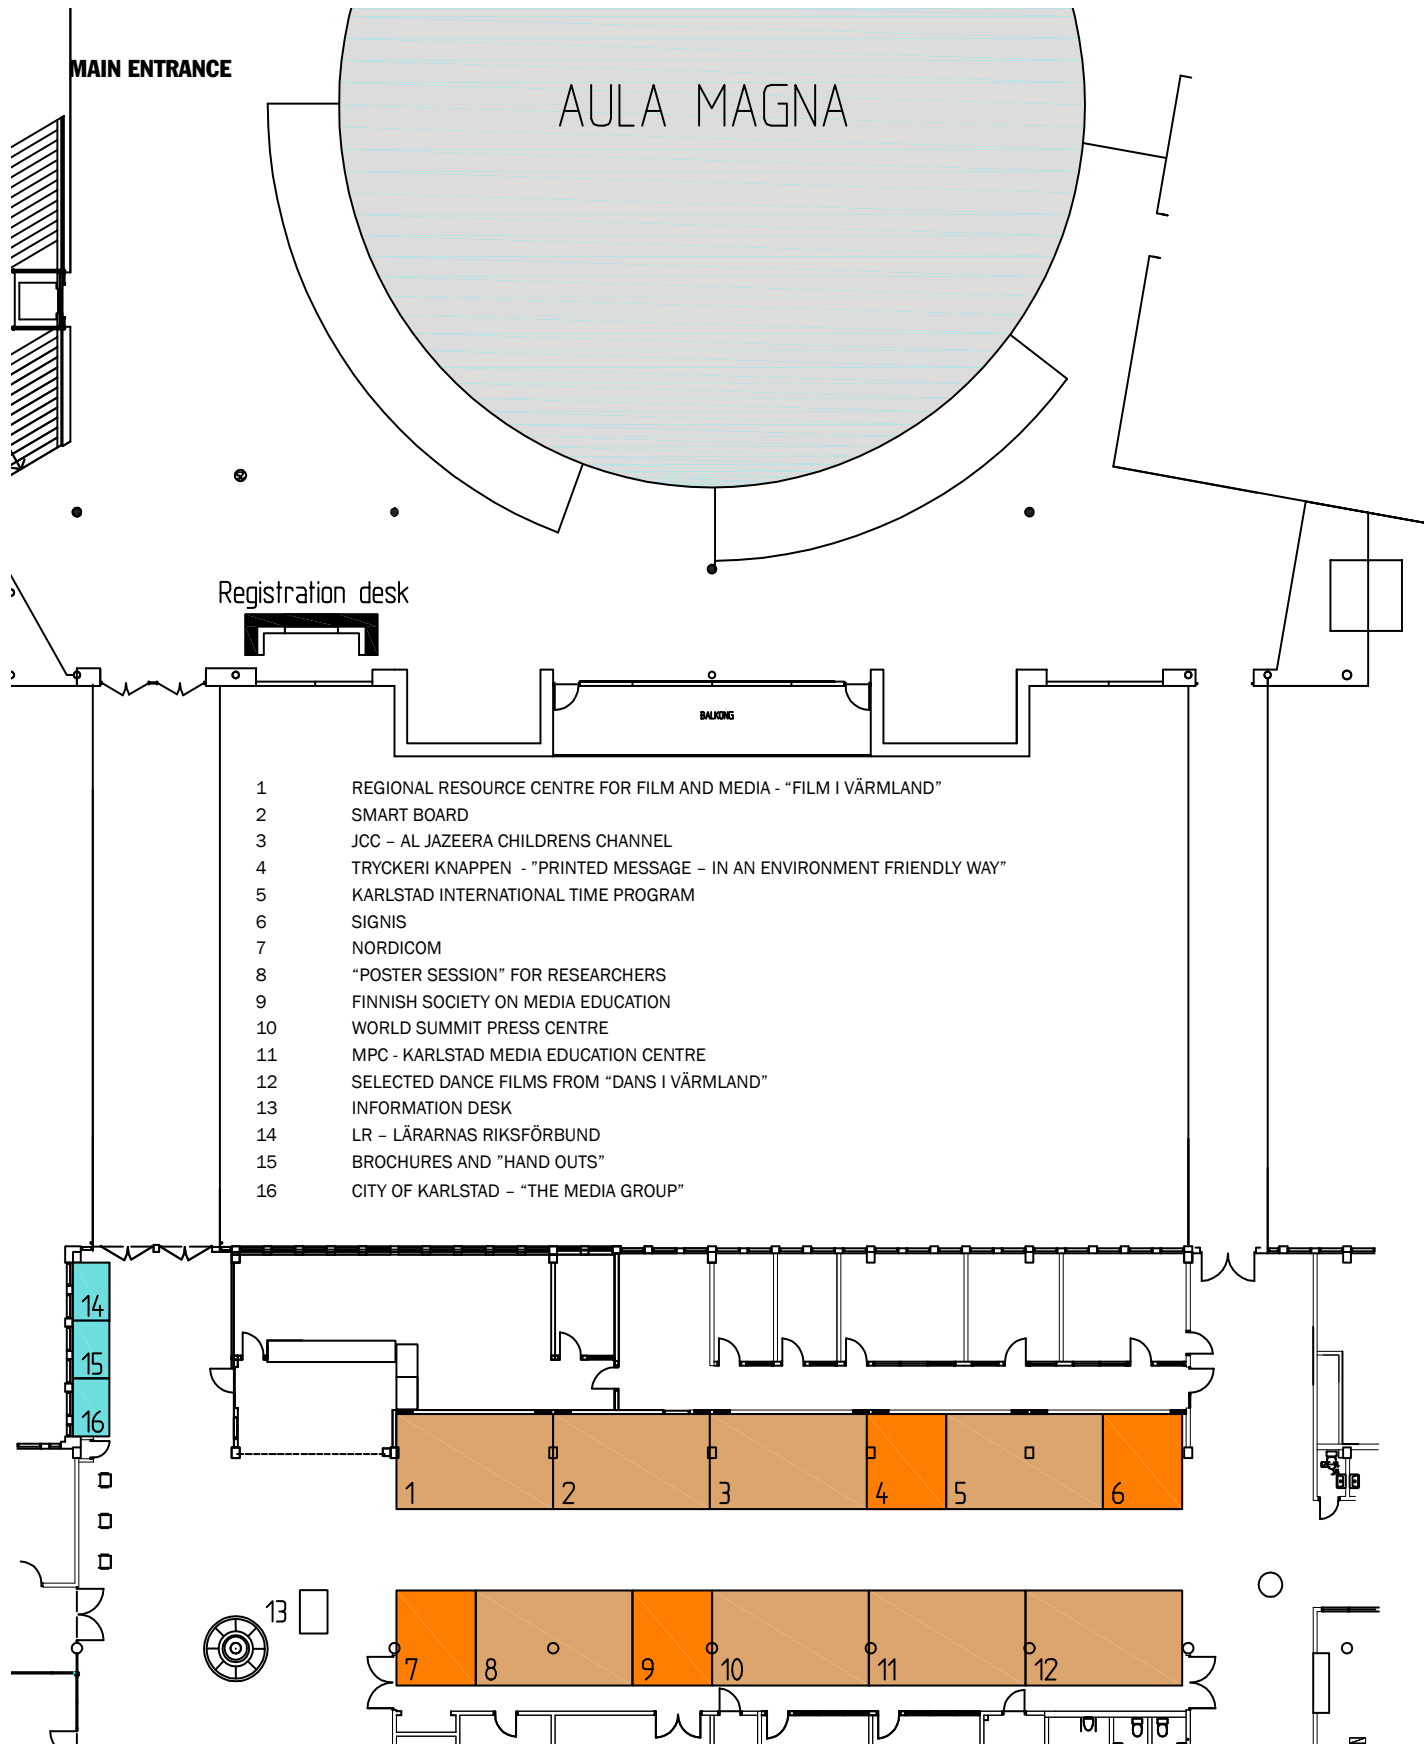 MAIN ENTRANCE
AULA MAGNA
Registration desk
BALKONG
1 REGIONAL RESOURCE CENTRE FOR FILM AND MEDIA - “FILM I VÄRMLAND”
2 SMART BOARD
3 JCC – AL JAZEERA CHILDRENS CHANNEL
4 TRYCKERI KNAPPEN - ”PRINTED MESSAGE – IN AN ENVIRONMENT FRIENDLY WAY”
5 KARLSTAD INTERNATIONAL TIME PROGRAM
6 SIGNIS
7 NORDICOM
8 “POSTER SESSION” FOR RESEARCHERS
9 FINNISH SOCIETY ON MEDIA EDUCATION
10 WORLD SUMMIT PRESS CENTRE
11 MPC - KARLSTAD MEDIA EDUCATION CENTRE
12 SELECTED DANCE FILMS FROM “DANS I VÄRMLAND”
13 INFORMATION DESK
14 LR – LÄRARNAS RIKSFÖRBUND
15 BROCHURES AND ”HAND OUTS”
16 CITY OF KARLSTAD – “THE MEDIA GROUP”
14
15
16
1 2 3 4 5 6
13
7 8 9 10 11 12